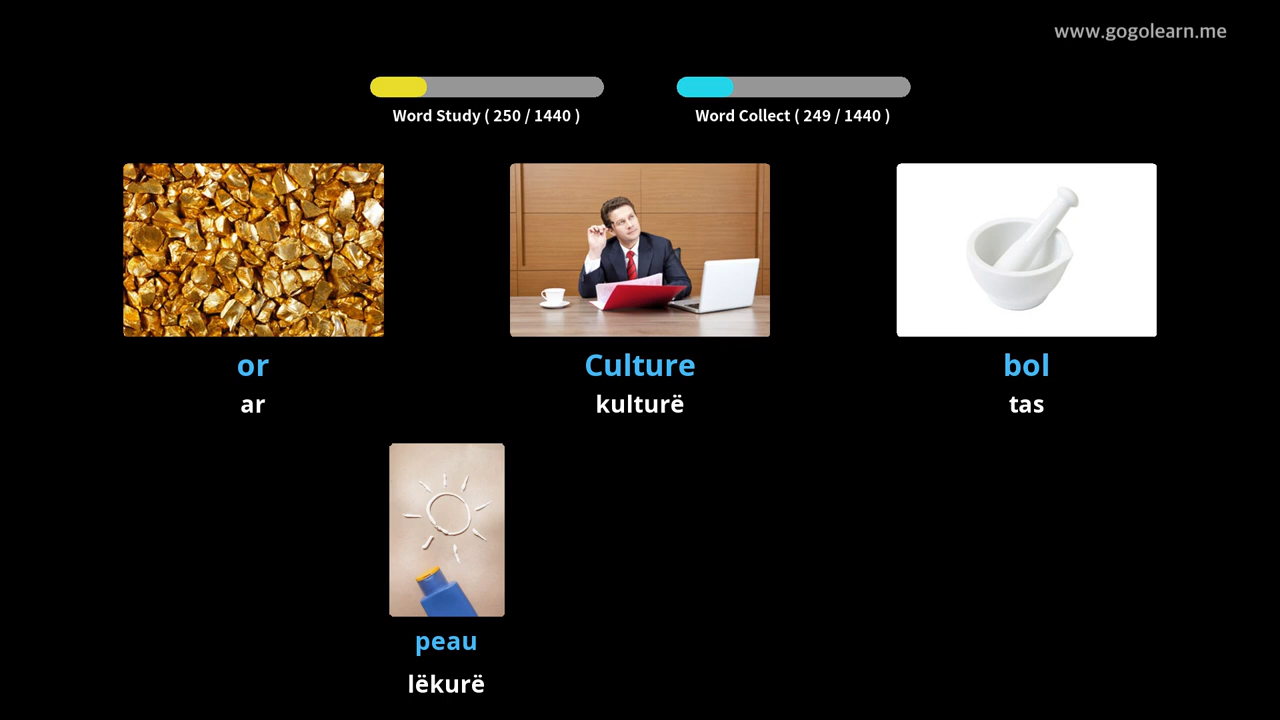 www.gogolearn.me
Word Study ( 250 / 1440 )
Word Collect ( 249 / 1440 )
or
ar
Culture
kulturë
bol
tas
peau
lëkurë